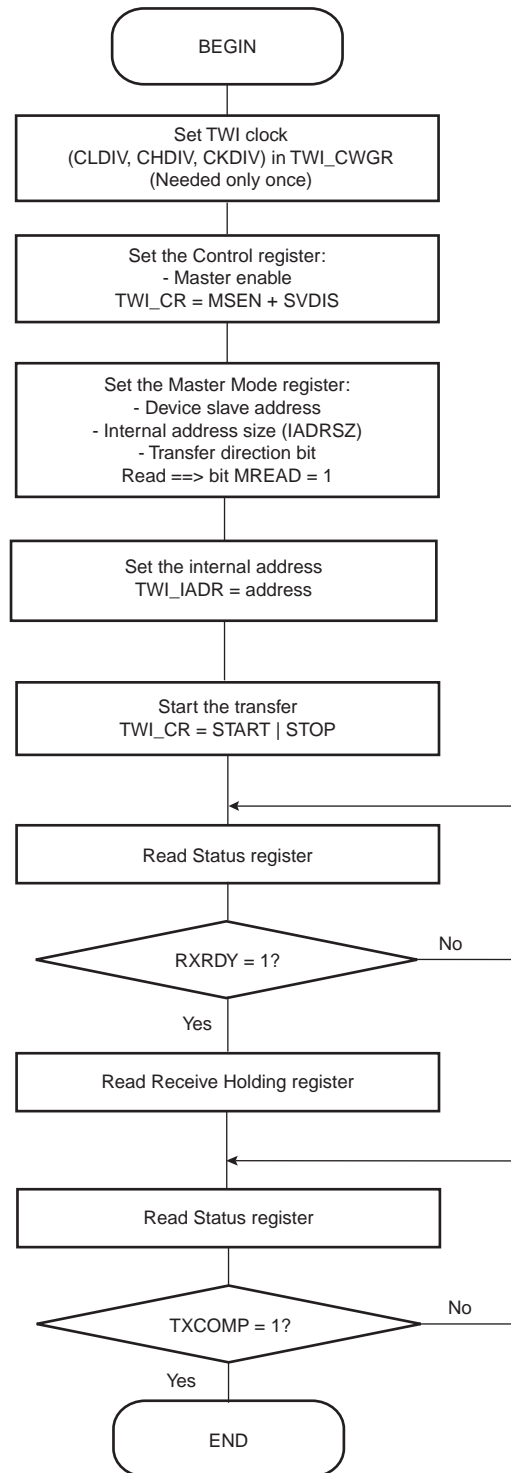 BEGIN
Set TWI clock
(CLDIV, CHDIV, CKDIV) in TWI_CWGR
(Needed only once)
Set the Control register:
- Master enable
TWI_CR = MSEN + SVDIS
Set the Master Mode register:
- Device slave address
- Internal address size (IADRSZ)
- Transfer direction bit
Read ==> bit MREAD = 1
Set the internal address
TWI_IADR = address
Start the transfer
TWI_CR = START | STOP
Read Status register
RXRDY = 1?
No
Yes
Read Receive Holding register
Read Status register
TXCOMP = 1?
No
Yes
END